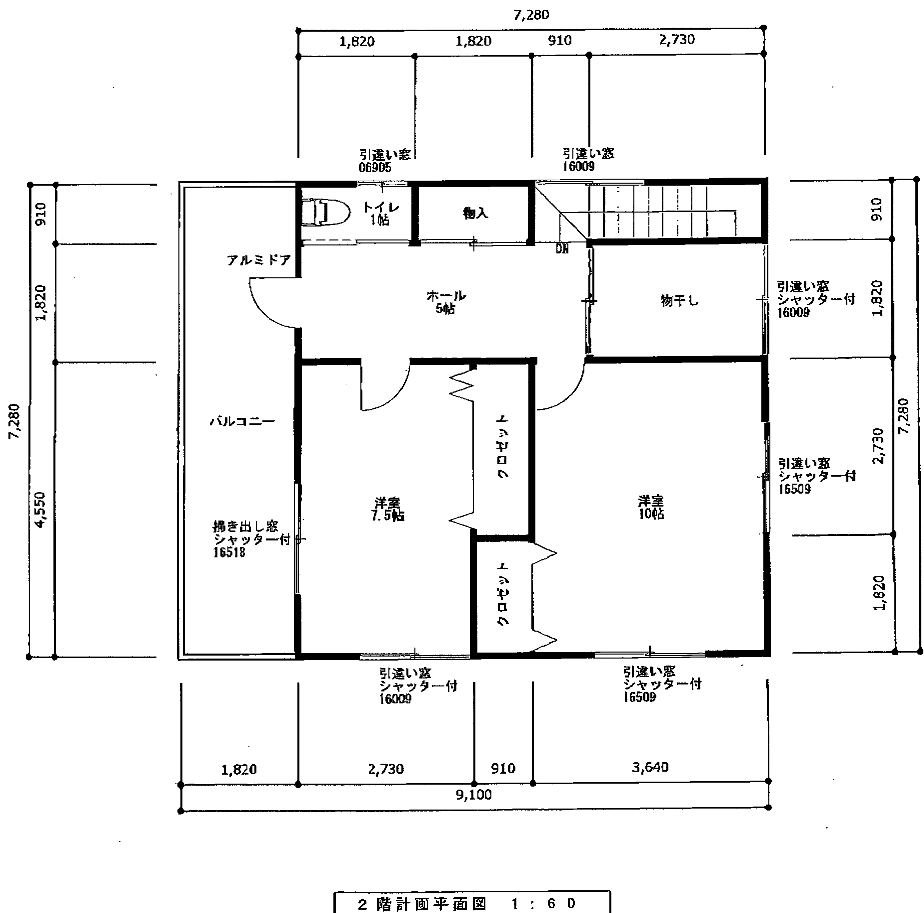 7,280
1,820
1,820
910
2,730
引違い窓
06905
引違い窓
16009
910
トイレ
1帖
物入
910
アルミドア
DN
1,820
ホール
5帖
物干し
引違い窓
シャッター付
16009
1,820
7,280
バルコニー
クロゼット
7,280
2,730
引違い窓
シャッター付
16509
4,550
洋室
7.5帖
洋室
10帖
掃き出し窓
シャッター付
16518
クロゼット
1,820
引違い窓
シャッター付
16009
引違い窓
シャッター付
16509
1,820
2,730
910
3,640
9,100
2階計画平面図 1:60